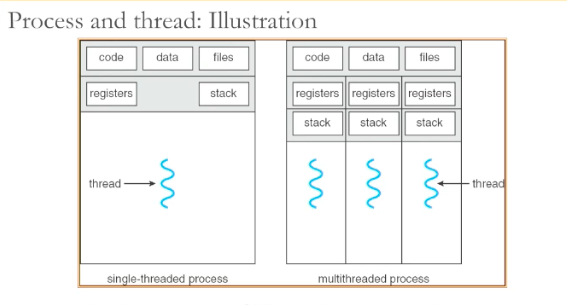 Process and thread: Illustration
code data files code data files
registers stack registers registers registers
stack stack stack
thread thread
single-threaded process multithreaded process